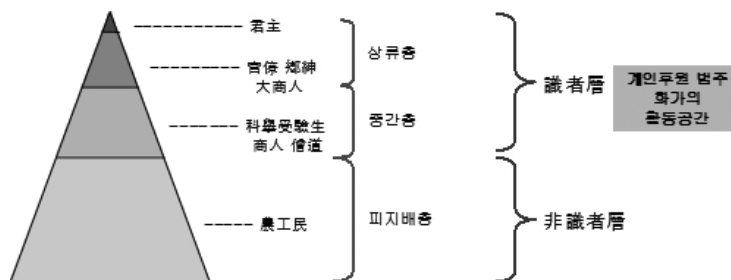 君主
상류층
官僚 鄕紳
大商人
識者層
개인후원 범주
화가의
활동공간
科擧受驗生
商人 僧道
중간층
農工民
피지배층
非識者層